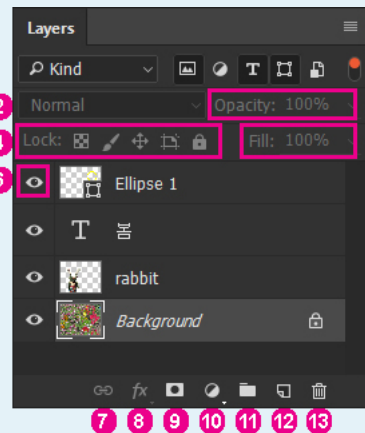 Layers
Kind
Normal Opacity: 100%
Lock: Fill: 100%
Ellipse 1
T 봄
rabbit
Background
fx
7 8 9 10 11 12 13